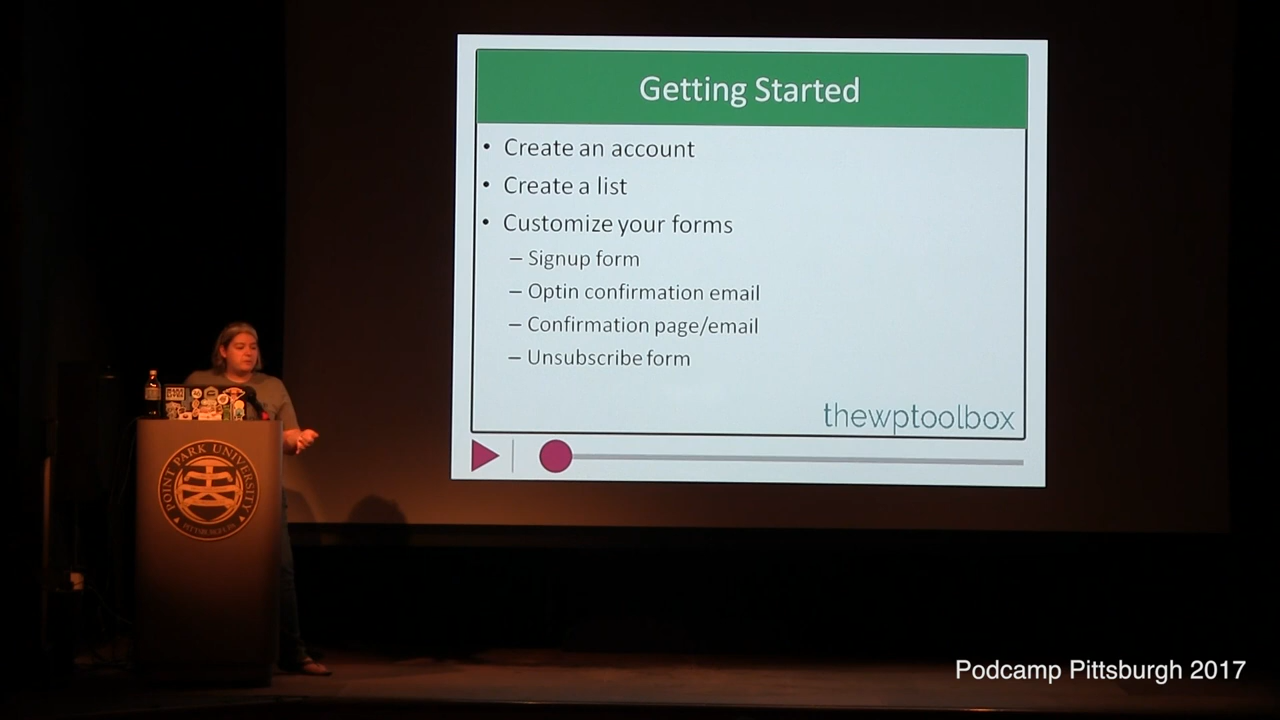 Getting Started
• Create an account
• Create a list
• Customize your forms
– Signup form
– Optin confirmation email
– Confirmation page/email
– Unsubscribe form
thewptoolbox
POINT PARK UNIVERSITY
Podcamp Pittsburgh 2017